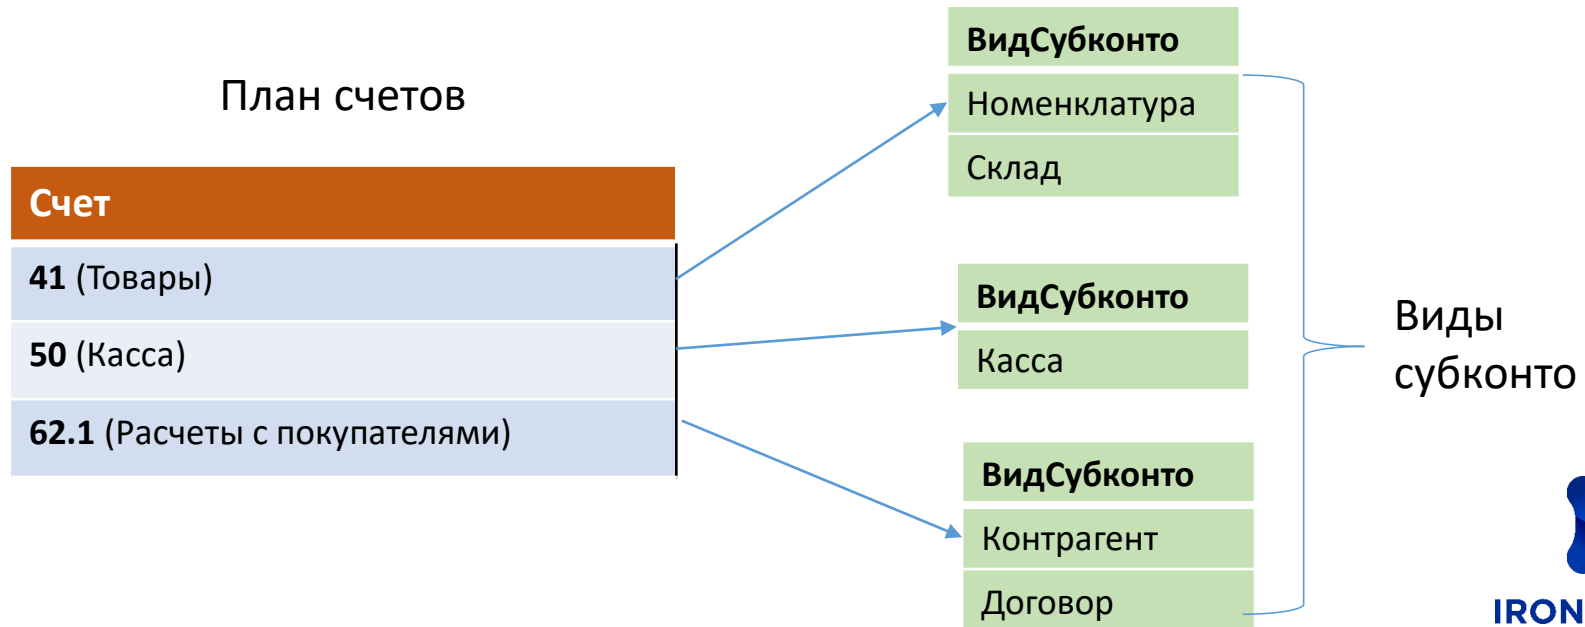 План счетов
Счет
41 (Товары)
50 (Касса)
62.1 (Расчеты с покупателями)
ВидСубконто
Номенклатура
Склад
ВидСубконто
Касса
ВидСубконто
Контрагент
Договор
Виды
субконто
IRON